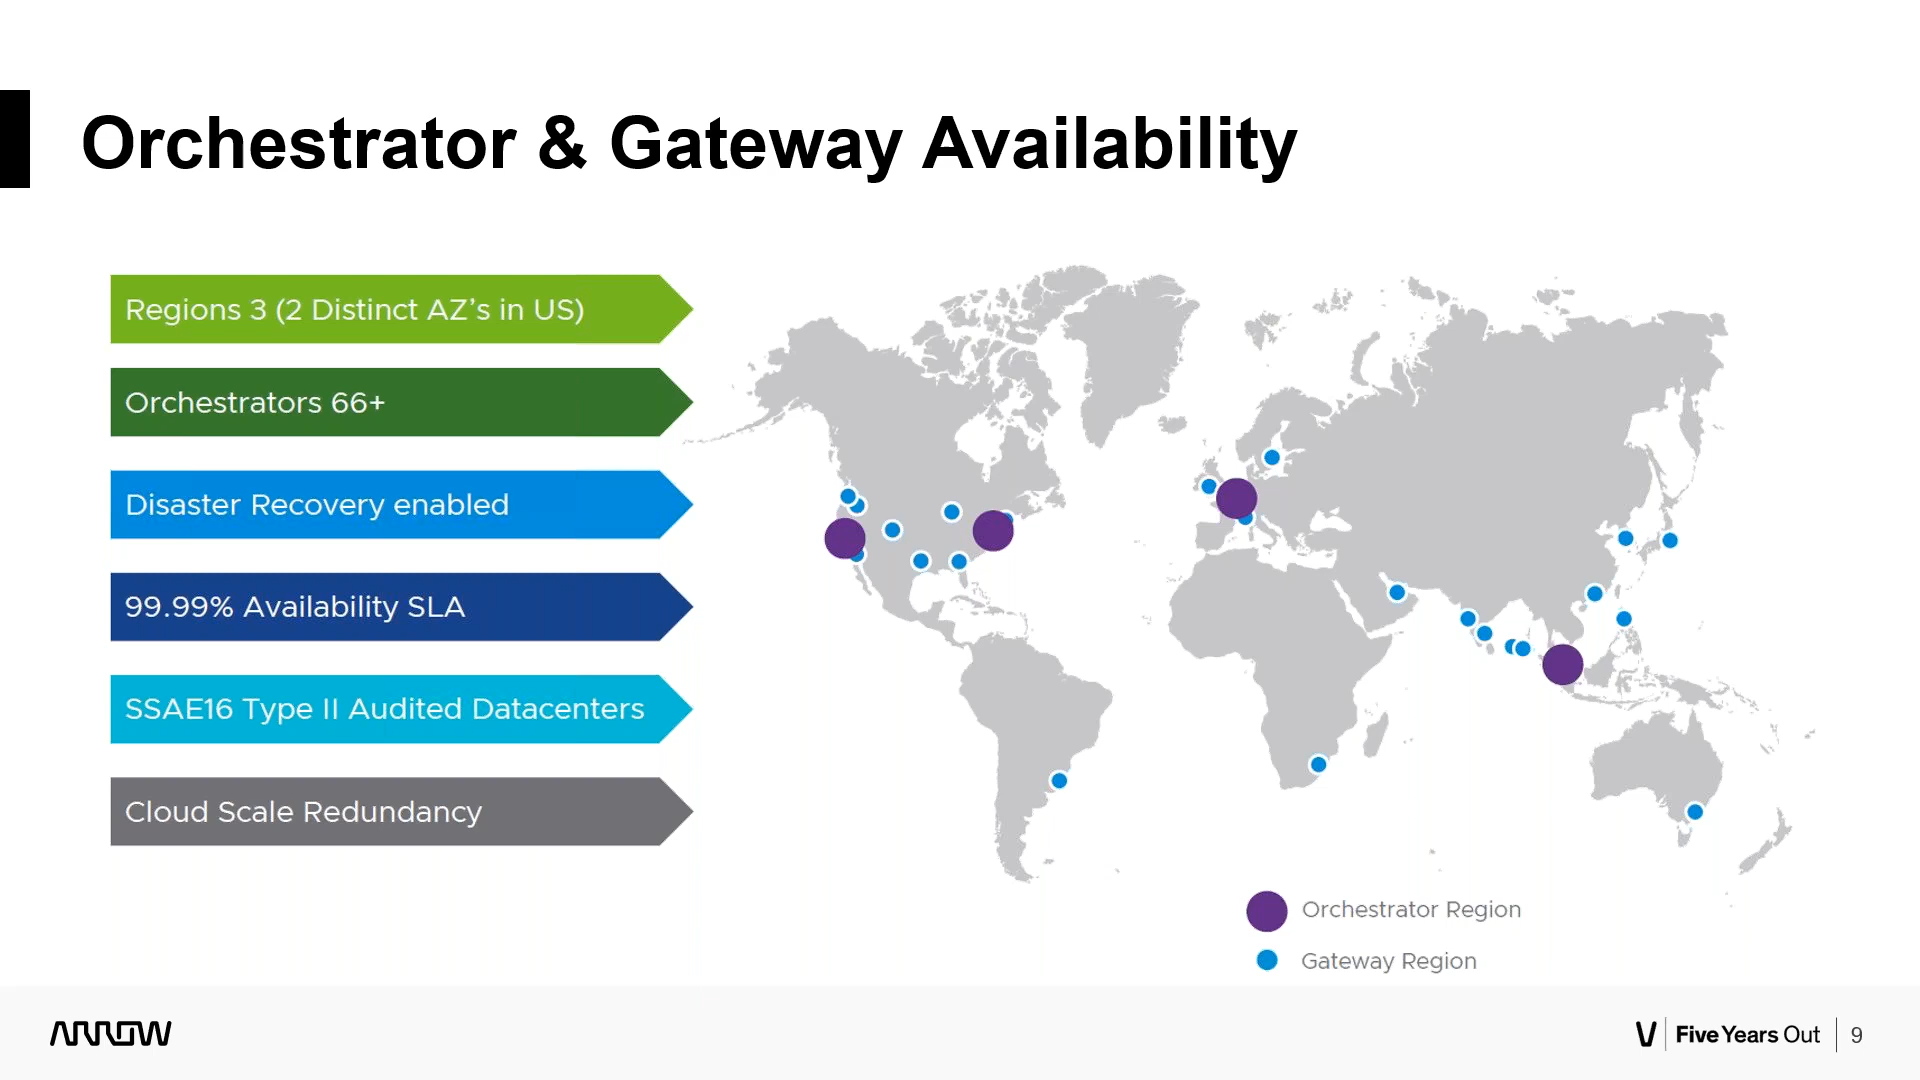 Orchestrator & Gateway Availability
Regions 3 (2 Distinct AZ’s in US)
Orchestrators 66+
Disaster Recovery enabled
99.99% Availability SLA
SSAE16 Type II Audited Datacenters
Cloud Scale Redundancy
Orchestrator Region
Gateway Region
ARROW
Five Years Out
9